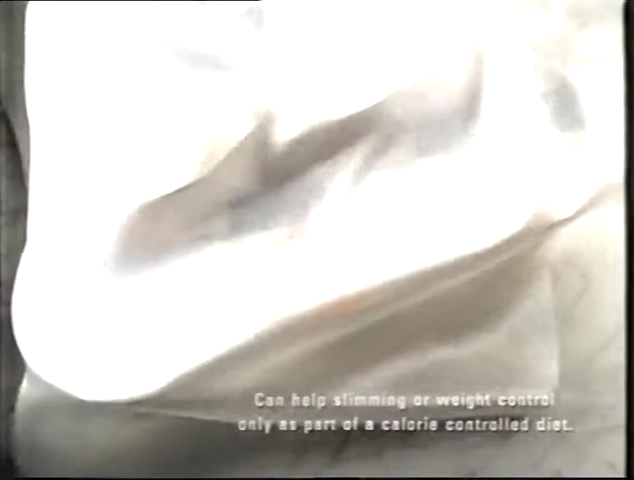 Can help slimming or weight control
only as part of a calorie controlled diet.